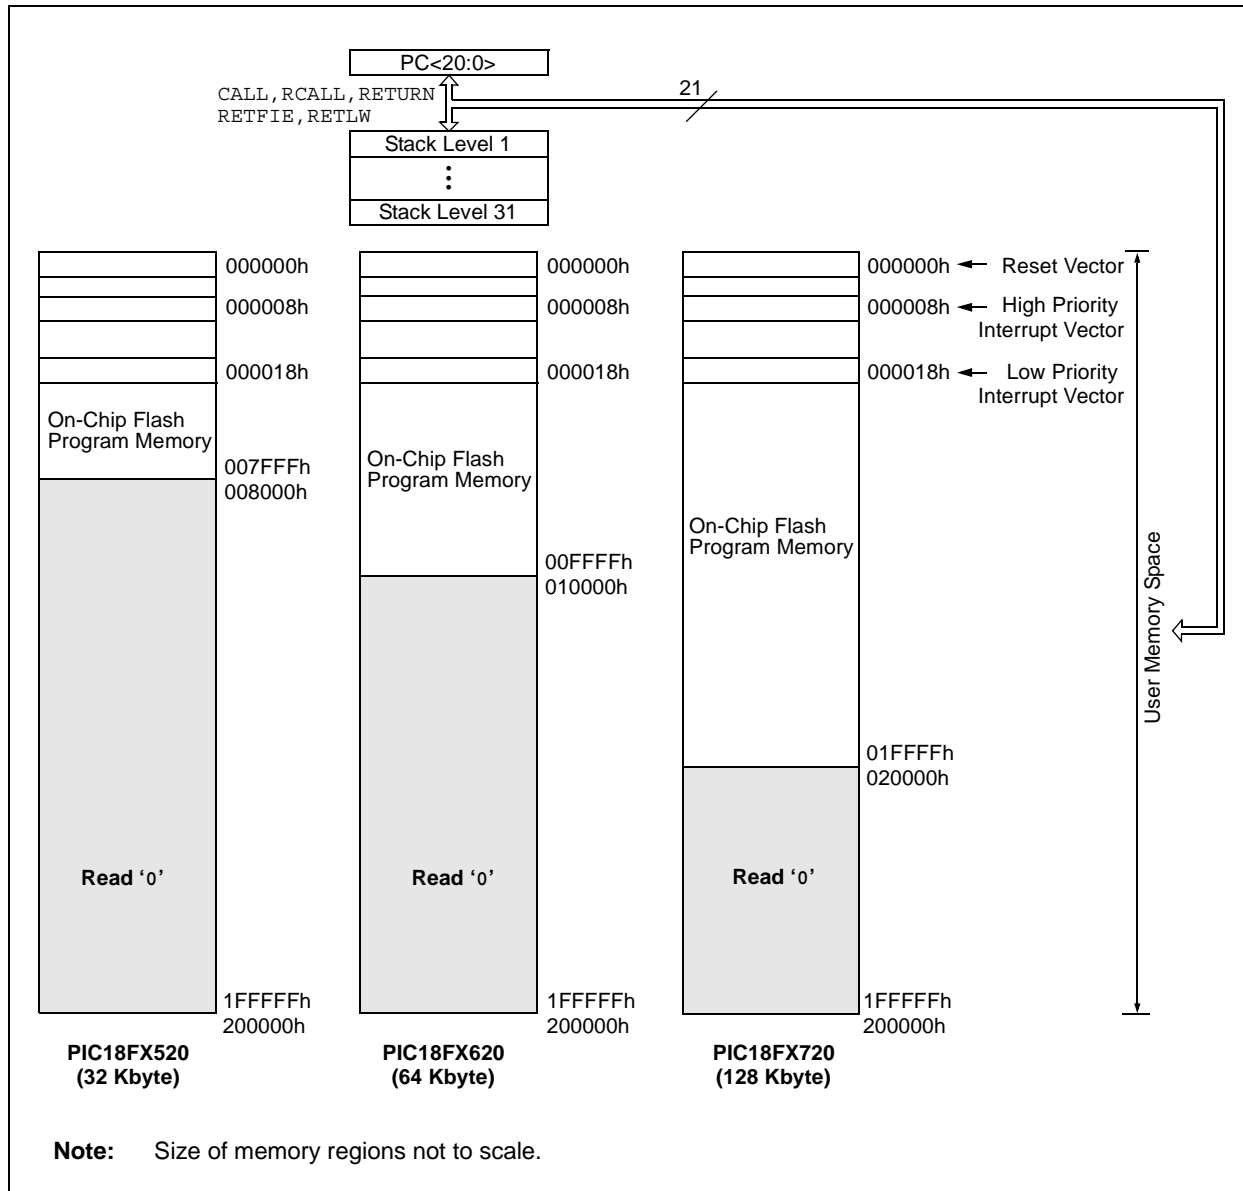 PC<20:0>
CALL,RCALL,RETURN
RETFIE,RETLW
21
Stack Level 1
Stack Level 31
000000h
000008h
000018h
On-Chip Flash
Program Memory
007FFFh
008000h
Read ‘0’
1FFFFFh
200000h
PIC18FX520
(32 Kbyte)
000000h
000008h
000018h
On-Chip Flash
Program Memory
00FFFFh
010000h
Read ‘0’
1FFFFFh
200000h
PIC18FX620
(64 Kbyte)
000000h
Reset Vector
000008h
High Priority
Interrupt Vector
000018h
Low Priority
Interrupt Vector
On-Chip Flash
Program Memory
01FFFFh
020000h
Read ‘0’
1FFFFFh
200000h
PIC18FX720
(128 Kbyte)
User Memory Space
Note: Size of memory regions not to scale.